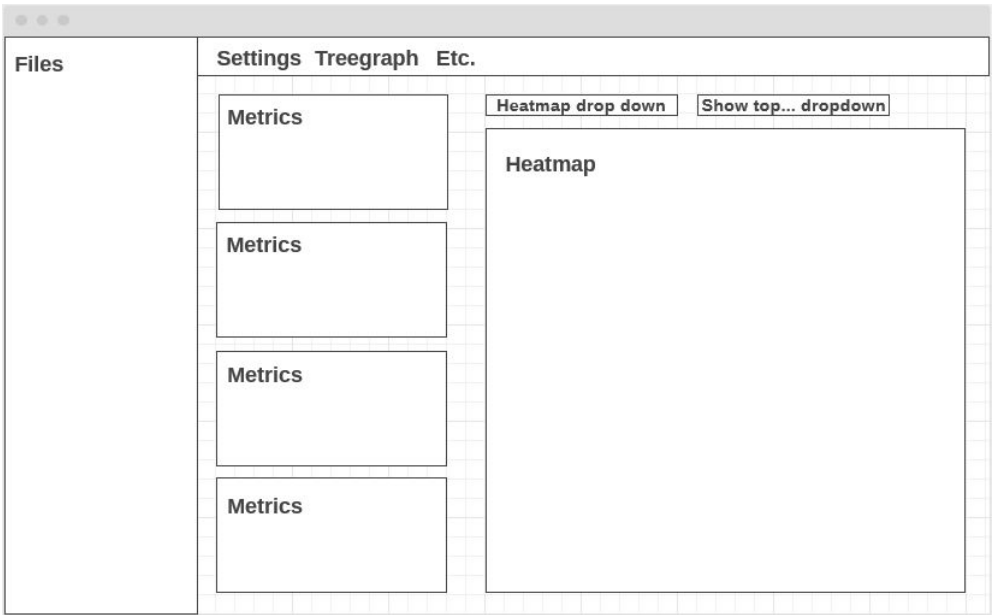 Files
Settings Treegraph Etc.
Metrics
Metrics
Metrics
Metrics
Heatmap drop down
Show top... dropdown
Heatmap